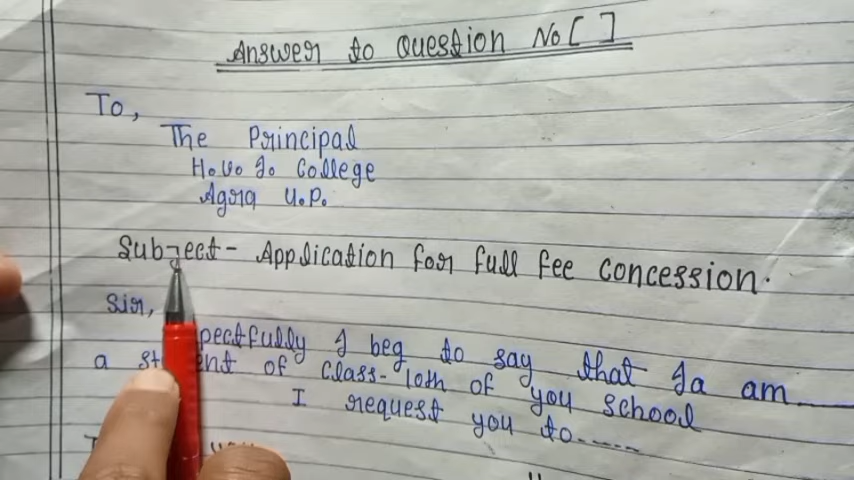 Answer to Question No [ ]
To,
The Principal
H.V.I. College
Agra U.P.
Subject - Application for full fee concession.
Sir,
pectfully I beg to say that Ia am
a st ent of class - 10th of you school
I request you to-----